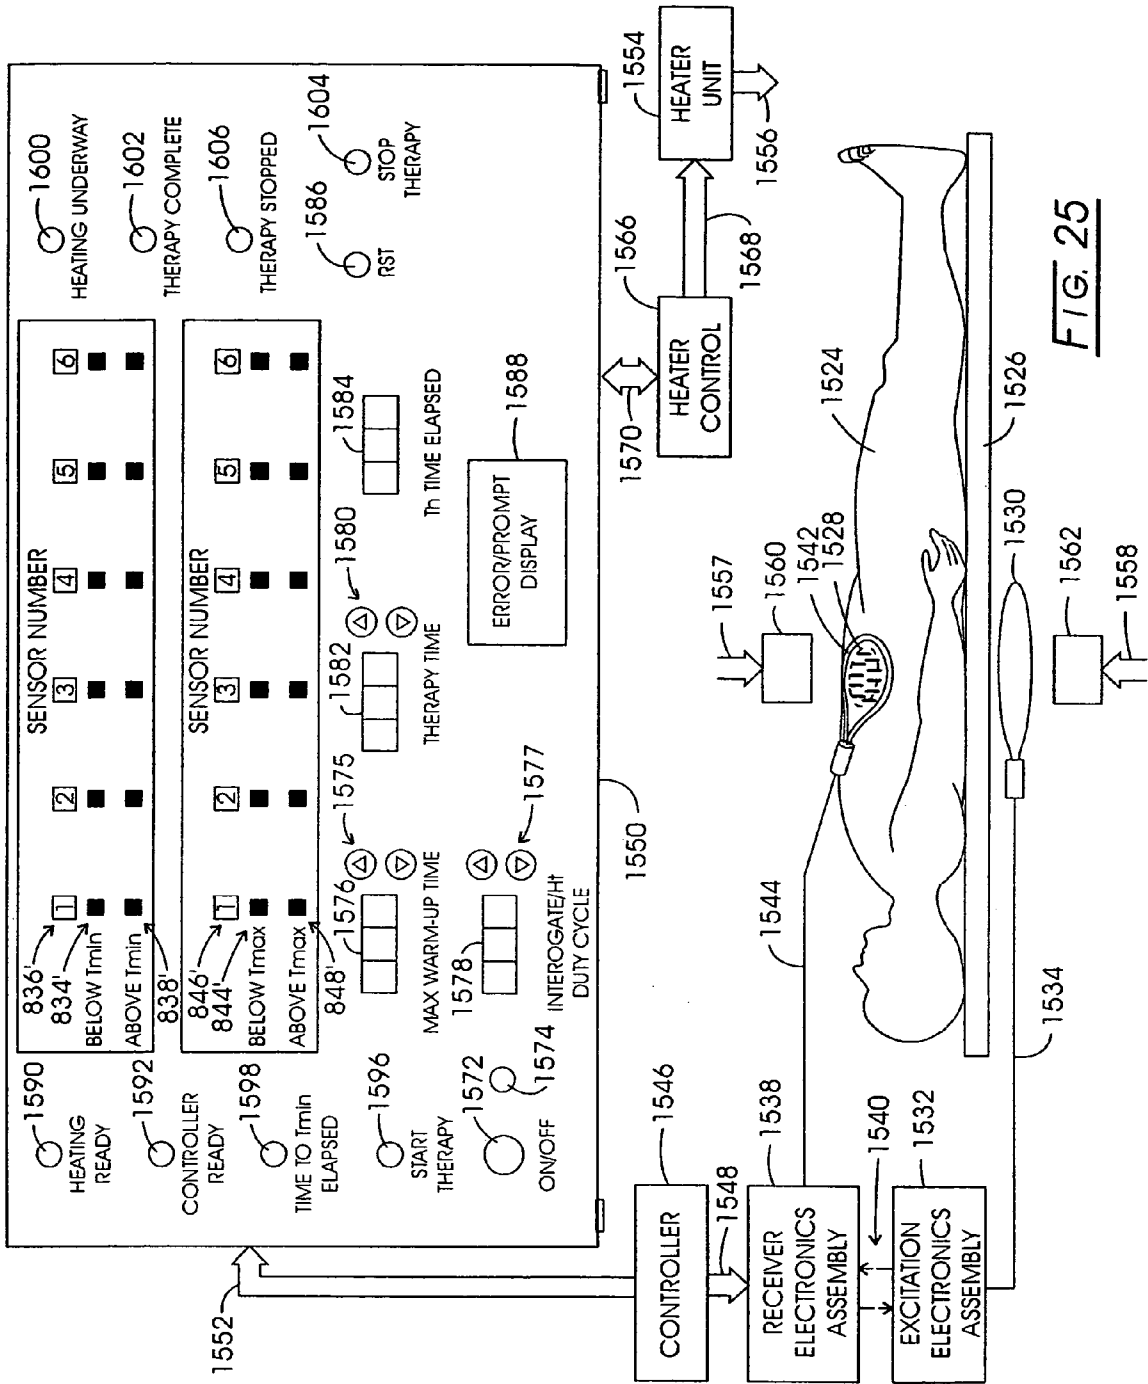 1590
HEATING
READY
1592
CONTROLLER
READY
1598
TIME TO Tmin
ELAPSED
1596
START
THERAPY
1572
ON/OFF
1574
SENSOR NUMBER
836'
1 2 3 4 5 6
834'
BELOW Tmin
ABOVE Tmin
838'
SENSOR NUMBER
846'
1 2 3 4 5 6
844'
BELOW Tmax
ABOVE Tmax
848'
1600
HEATING UNDERWAY
1602
THERAPY COMPLETE
1606
THERAPY STOPPED
1586
RST
1604
STOP
THERAPY
1576
1575
MAX WARM-UP TIME
1582
1580
THERAPY TIME
1584
Th TIME ELAPSED
1578
1577
INTEROGATE/Ht
DUTY CYCLE
ERROR/PROMPT
DISPLAY
1588
1550
1552
1570
HEATER
CONTROL
1566
1568
HEATER
UNIT
1554
1556
CONTROLLER
1546
1548
RECEIVER
ELECTRONICS
ASSEMBLY
1538
1540
EXCITATION
ELECTRONICS
ASSEMBLY
1532
1544
1534
1557
1560
1542
1528
1524
1526
1530
1562
1558
FIG. 25